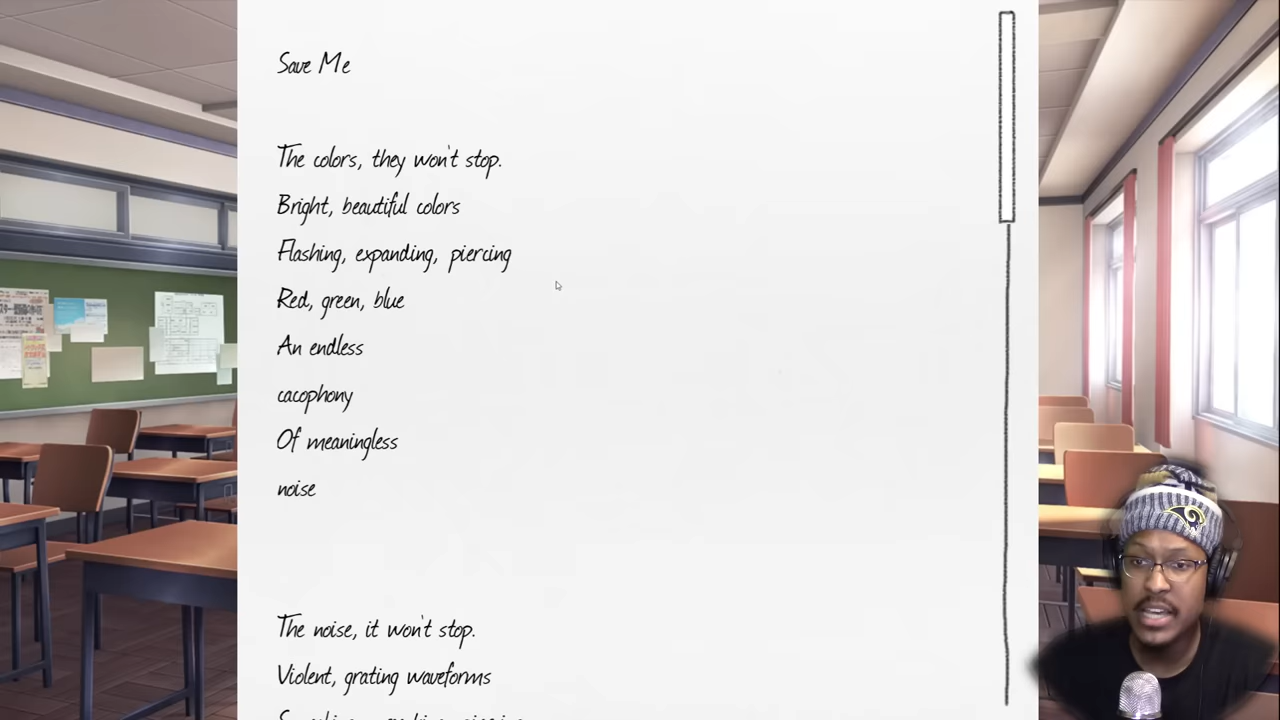 Save Me
The colors, they won't stop.
Bright, beautiful colors
Flashing, expanding, piercing
Red, green, blue
An endless
cacophony
Of meaningless
noise
The noise, it won't stop.
Violent, grating waveforms